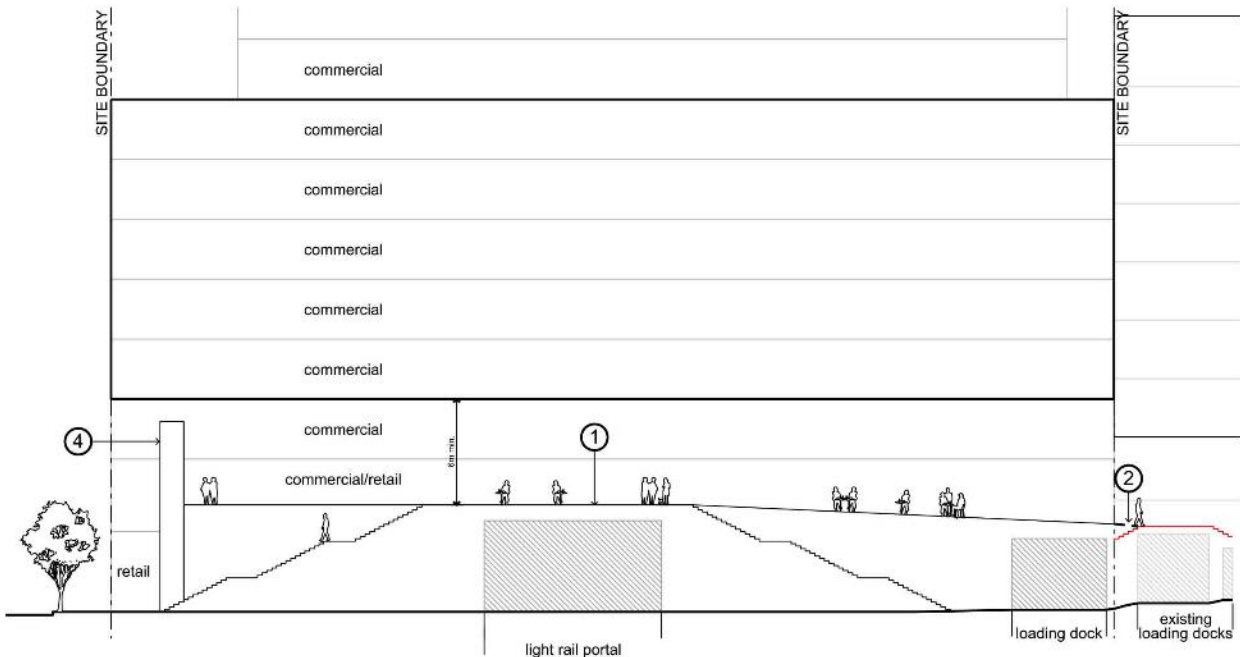 SITE BOUNDARY
SITE BOUNDARY
commercial
commercial
commercial
commercial
commercial
commercial
commercial
4
6m min.
1
commercial/retail
2
retail
light rail portal
loading dock
existing
loading docks